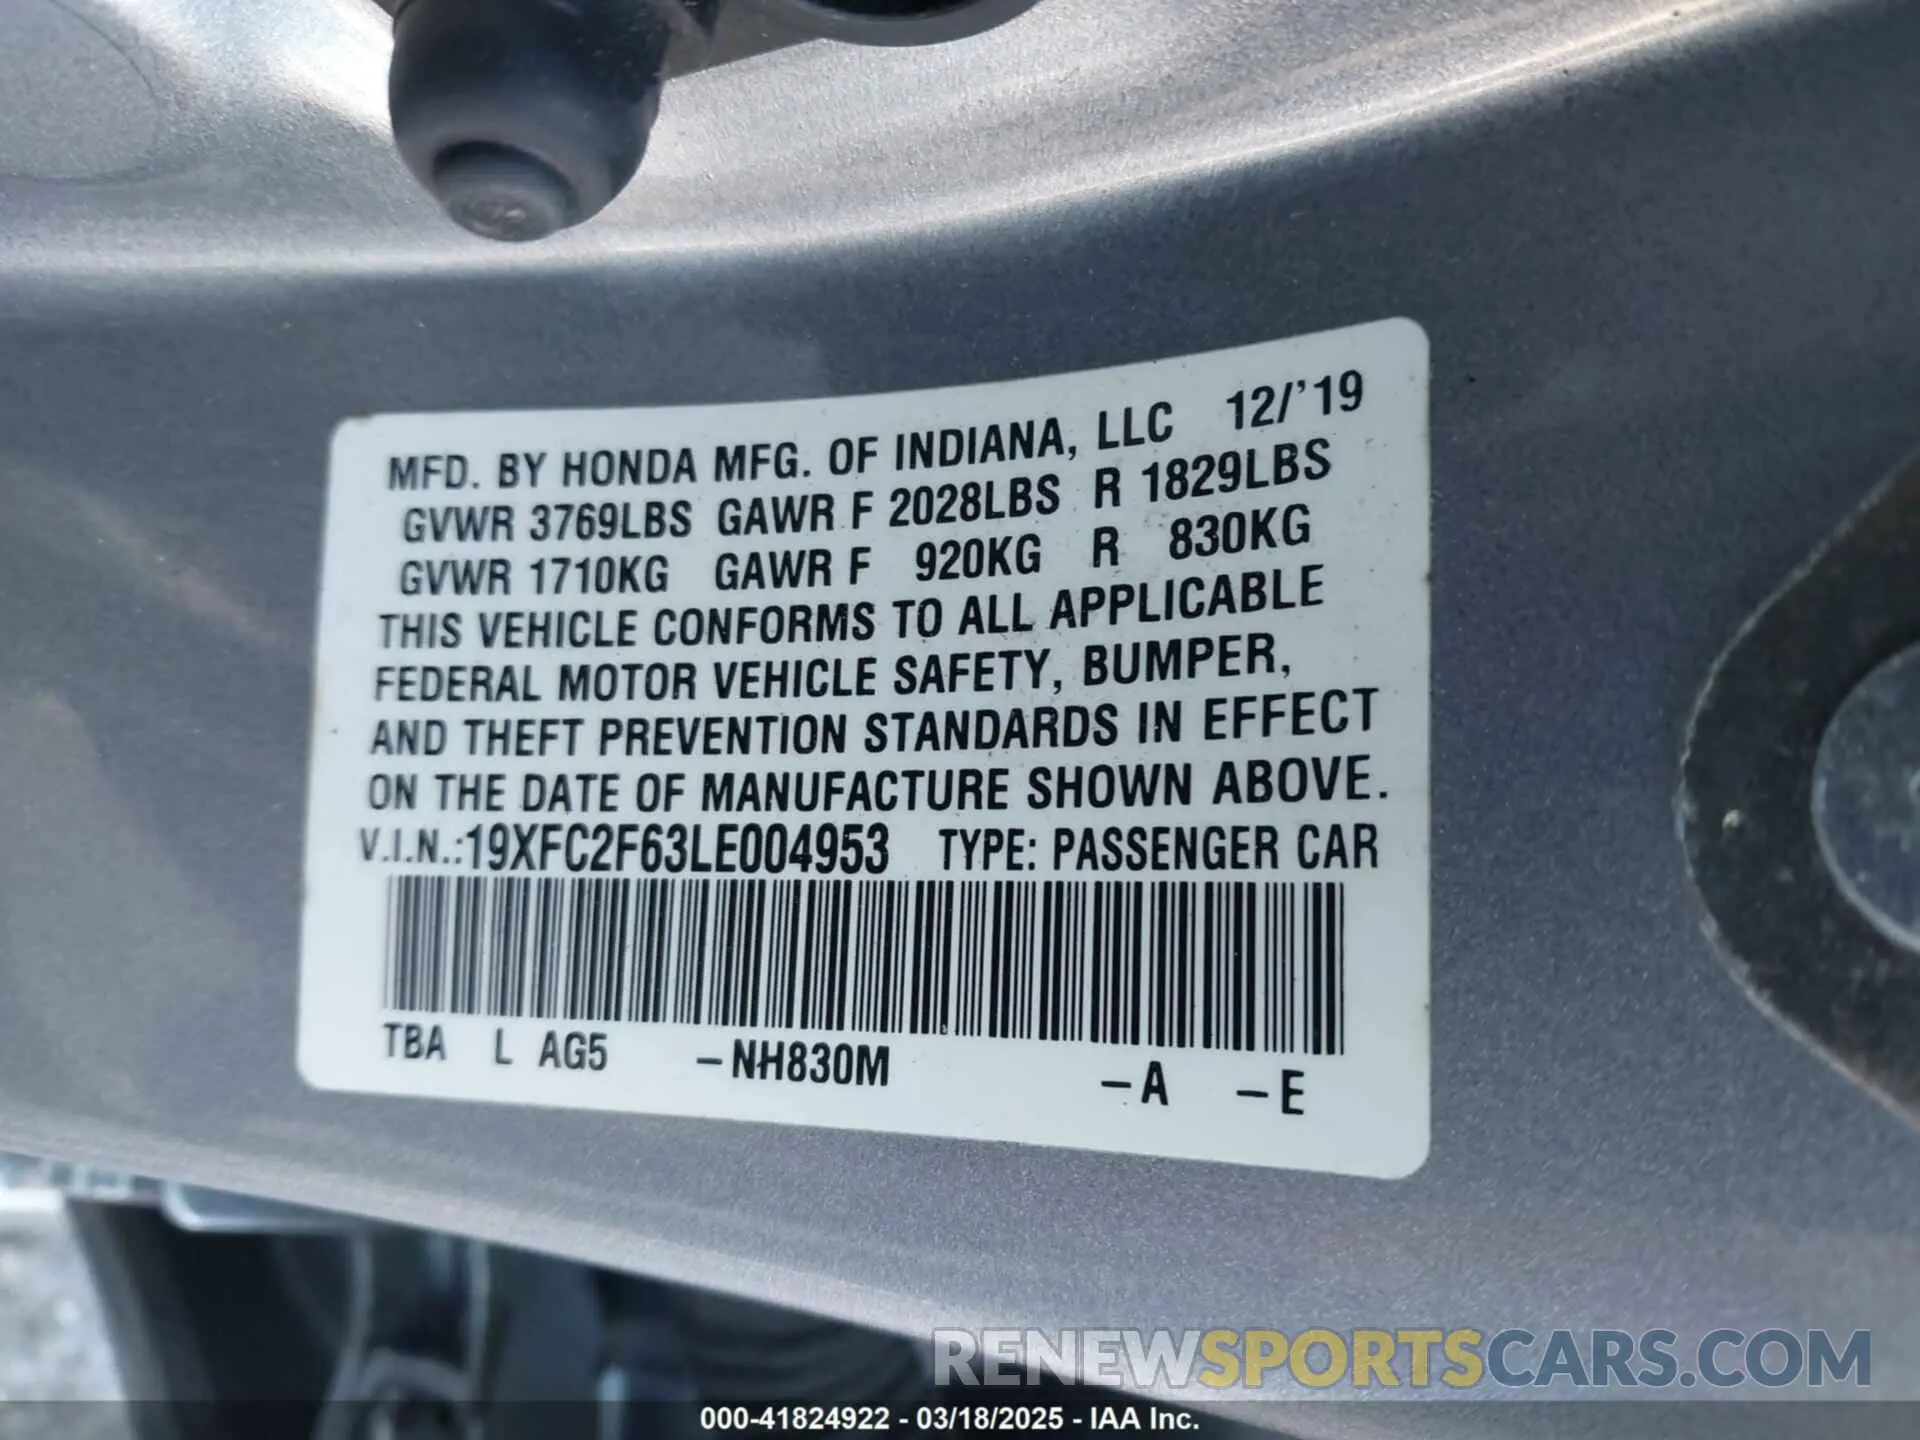 MFD. BY HONDA MFG. OF INDIANA, LLC 12/'19
GVWR 3769LBS GAWR F 2028LBS R 1829LBS
GVWR 1710KG GAWR F 920KG R 830KG
THIS VEHICLE CONFORMS TO ALL APPLICABLE
FEDERAL MOTOR VEHICLE SAFETY, BUMPER,
AND THEFT PREVENTION STANDARDS IN EFFECT
ON THE DATE OF MANUFACTURE SHOWN ABOVE.
V.I.N.:19XFC2F63LE004953 TYPE: PASSENGER CAR
TBA L AG5 –NH830M –A –E
RENEWSPORTSCARS.COM
000-41824922 - 03/18/2025 - IAA Inc.